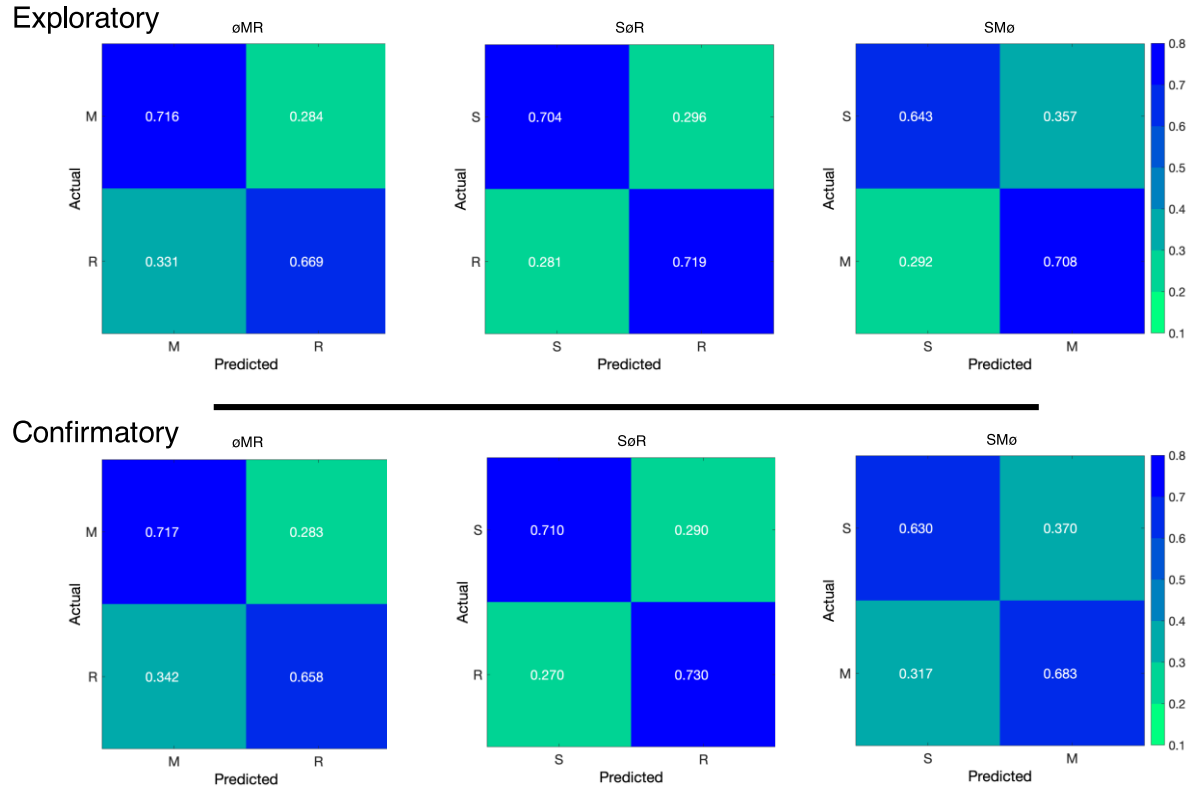 Exploratory
øMR
SøR
SMø
M
0.716
0.284
R
0.331
0.669
Actual
M
R
Predicted
S
0.704
0.296
R
0.281
0.719
Actual
S
R
Predicted
S
0.643
0.357
M
0.292
0.708
Actual
S
M
Predicted
0.8
0.7
0.6
0.5
0.4
0.3
0.2
0.1
Confirmatory
øMR
SøR
SMø
M
0.717
0.283
R
0.342
0.658
Actual
M
R
Predicted
S
0.710
0.290
R
0.270
0.730
Actual
S
R
Predicted
S
0.630
0.370
M
0.317
0.683
Actual
S
M
Predicted
0.8
0.7
0.6
0.5
0.4
0.3
0.2
0.1